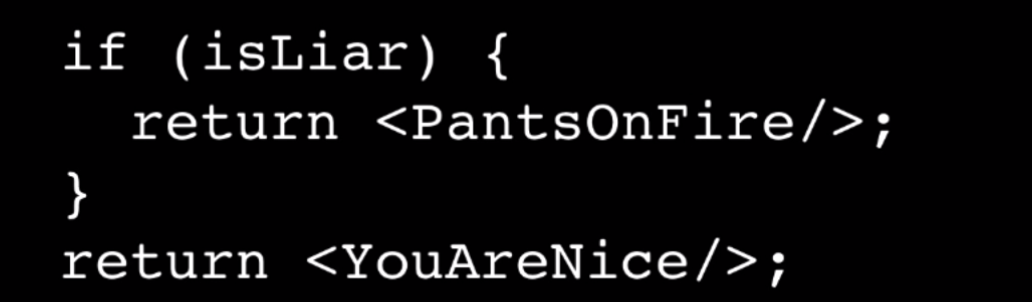 if (isLiar) {
  return <PantsOnFire/>;
}
return <YouAreNice/>;